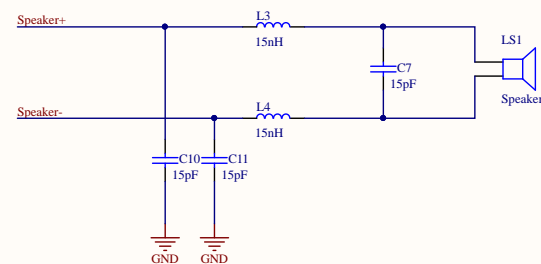 Speaker+
L3
15nH
LS1
C7
15pF
Speaker
Speaker-
L4
15nH
C10
15pF
C11
15pF
GND
GND